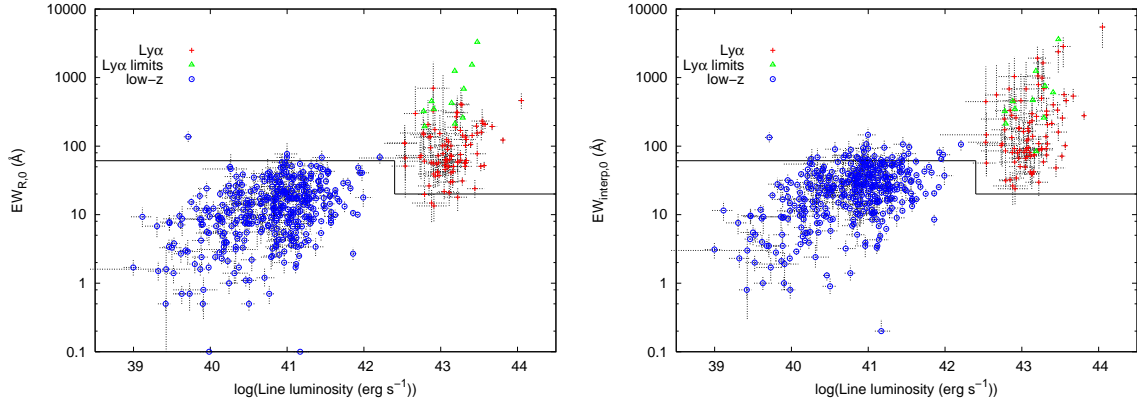 10000
1000
100
10
1
0.1
EW_R,0 (Å)
Lyα
Lyα limits
low-z
39 40 41 42 43 44
log(Line luminosity (erg s⁻¹))
10000
1000
100
10
1
0.1
EW_interp,0 (Å)
Lyα
Lyα limits
low-z
39 40 41 42 43 44
log(Line luminosity (erg s⁻¹))